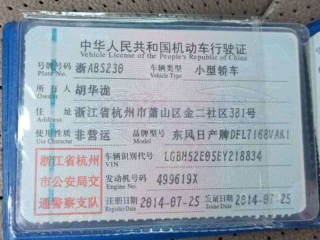 中华人民共和国机动车行驶证
Vehicle License of the People's Republic of China
号牌号码 浙ABS230 车辆类型 小型轿车
Plate No. Vehicle Type
所有人 胡华泷
Owner
住址 浙江省杭州市萧山区金二社区381号
Address
使用性质 非营运 品牌型号 东风日产牌DFL7168VAK1
Use Character Model
浙江省杭州
市公安局交
通警察支队
车辆识别代号 LGBH52E05EY218834
VIN
发动机号码 499619X
Engine No.
注册日期 2014-07-25 发证日期 2014-07-25
Register Date Issue Date